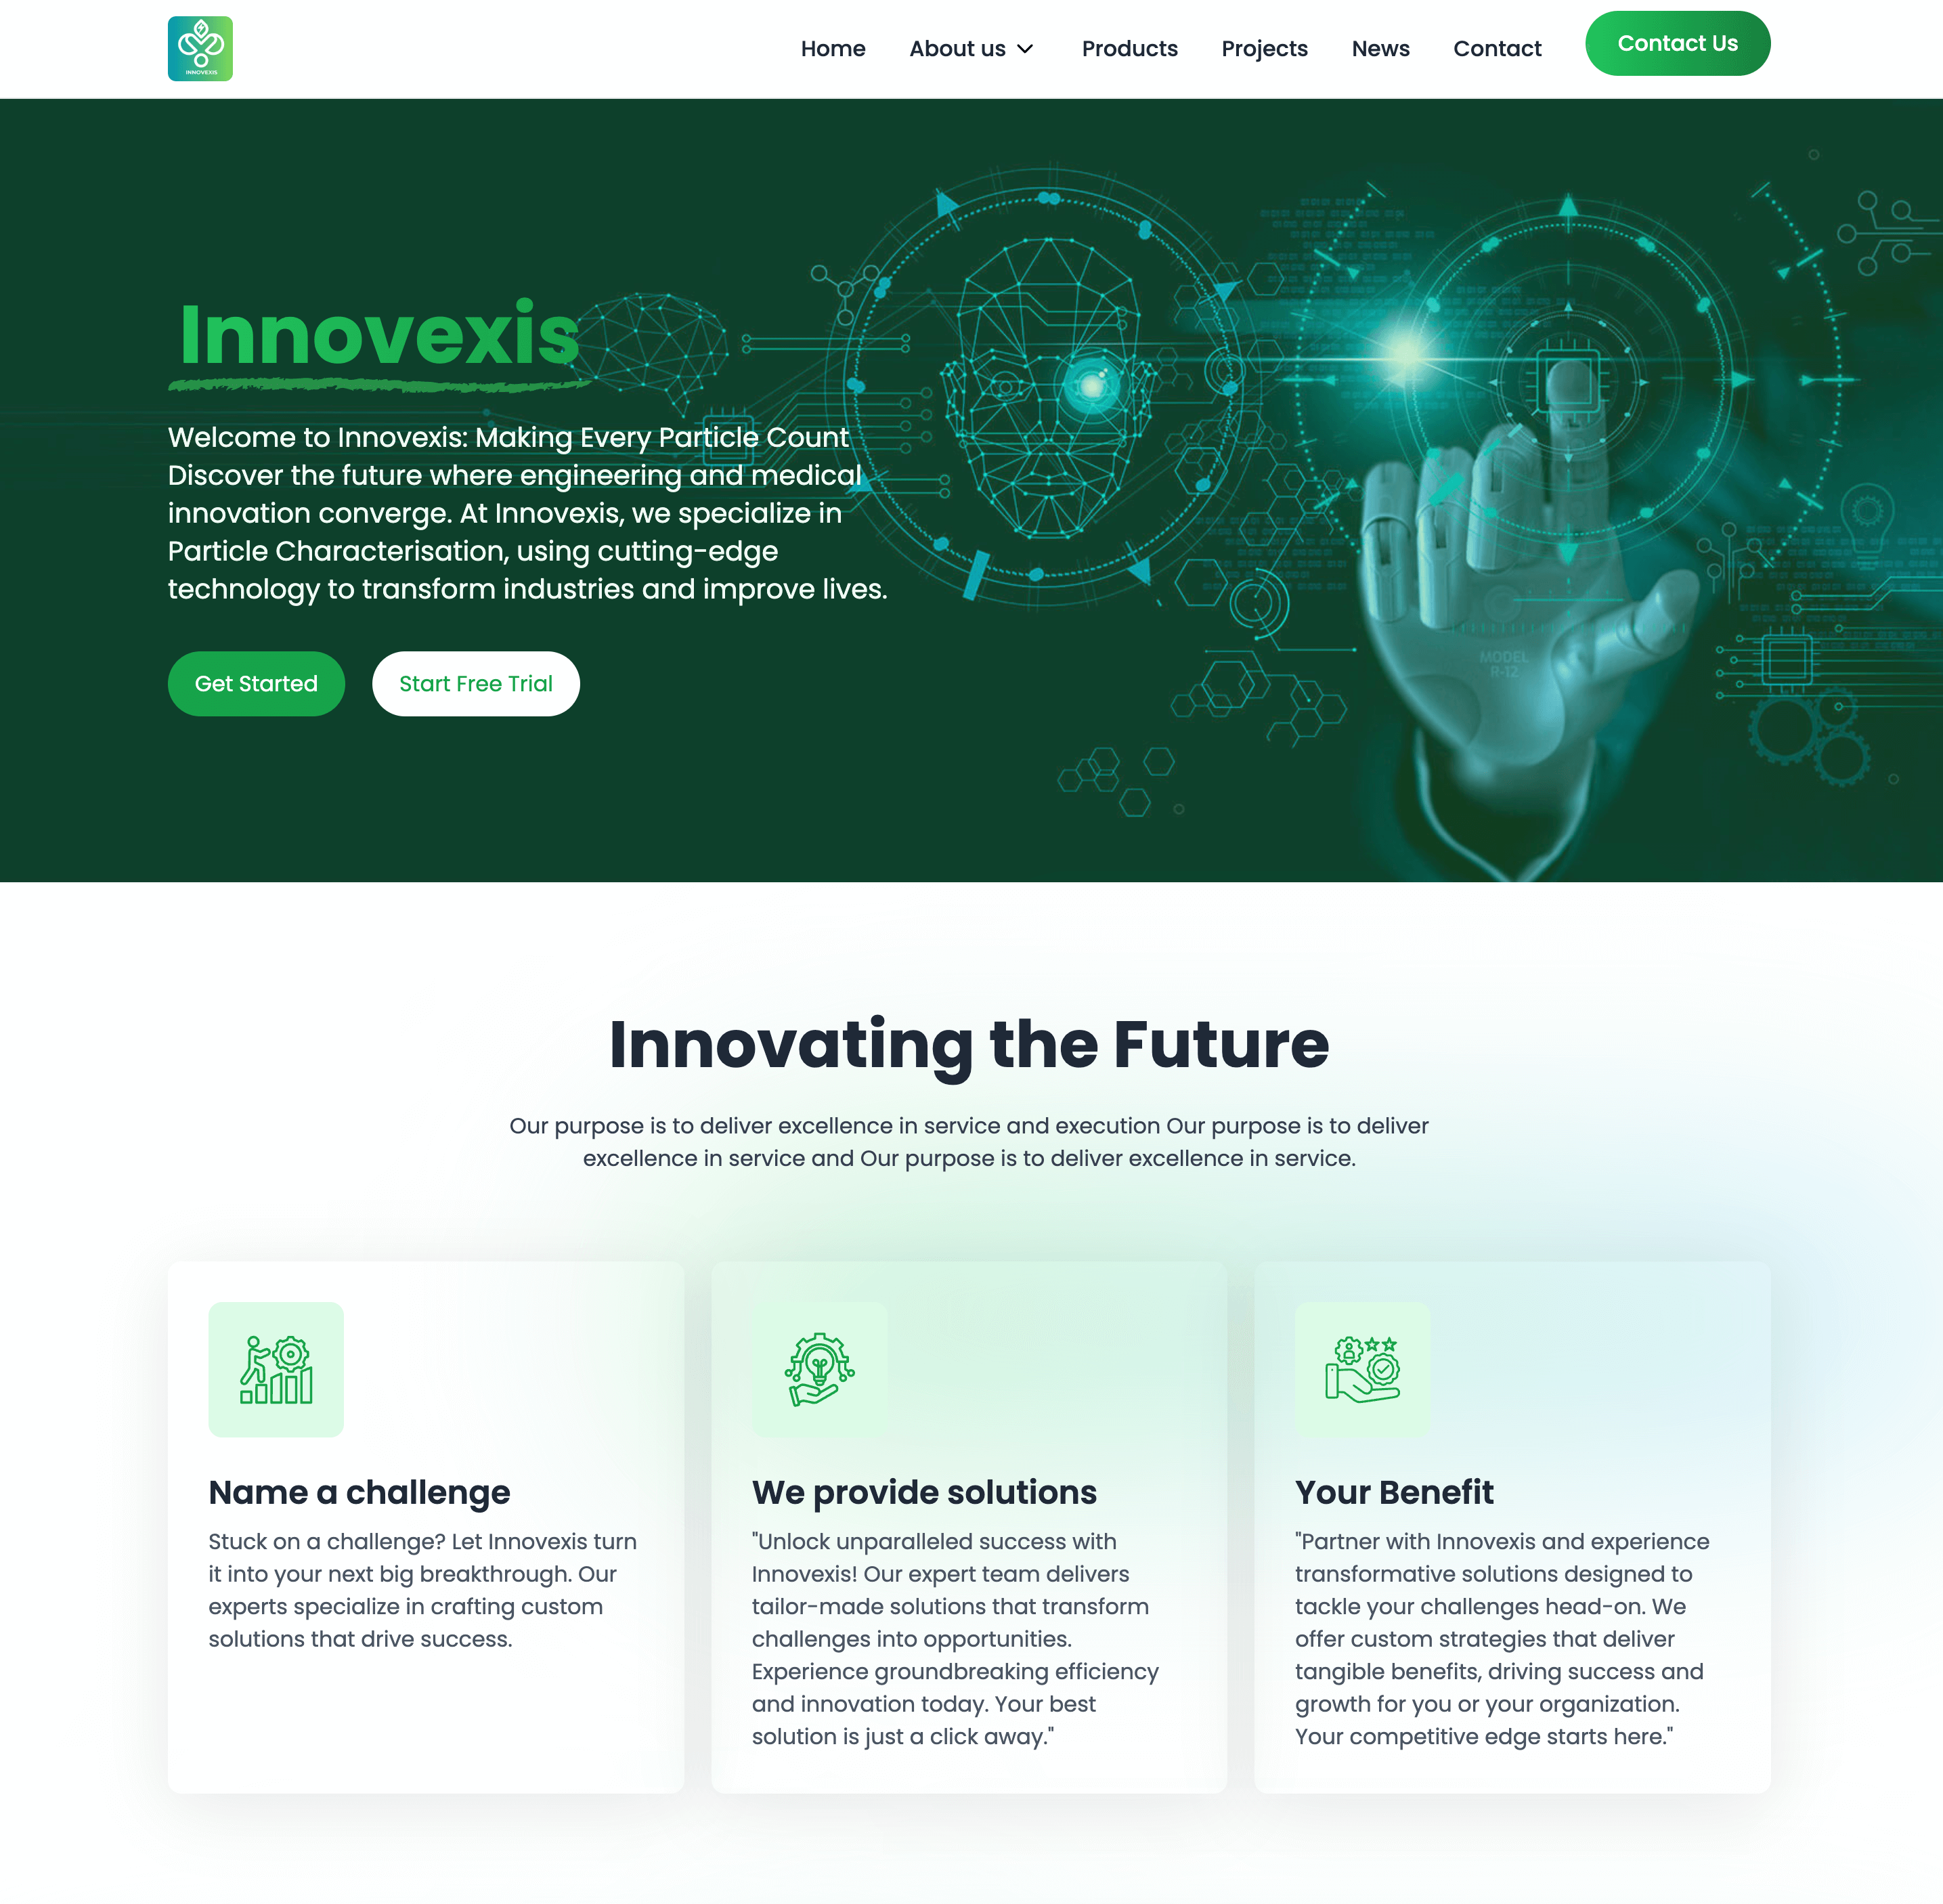 INNOVEXIS
Home About us Products Projects News Contact Contact Us
Innovexis
Welcome to Innovexis: Making Every Particle Count
Discover the future where engineering and medical
innovation converge. At Innovexis, we specialize in
Particle Characterisation, using cutting-edge
technology to transform industries and improve lives.
Get Started Start Free Trial
MODEL
R-12
Innovating the Future
Our purpose is to deliver excellence in service and execution Our purpose is to deliver
excellence in service and Our purpose is to deliver excellence in service.
Name a challenge
Stuck on a challenge? Let Innovexis turn
it into your next big breakthrough. Our
experts specialize in crafting custom
solutions that drive success.
We provide solutions
"Unlock unparalleled success with
Innovexis! Our expert team delivers
tailor-made solutions that transform
challenges into opportunities.
Experience groundbreaking efficiency
and innovation today. Your best
solution is just a click away."
Your Benefit
"Partner with Innovexis and experience
transformative solutions designed to
tackle your challenges head-on. We
offer custom strategies that deliver
tangible benefits, driving success and
growth for you or your organization.
Your competitive edge starts here."